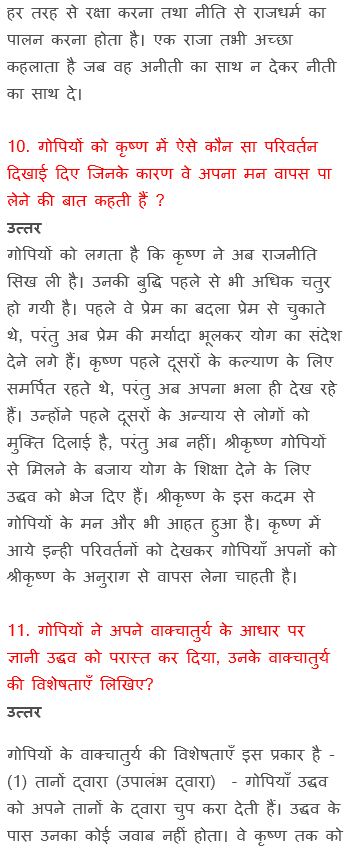 हर तरह से रक्षा करना तथा नीति से राजधर्म का
पालन करना होता है। एक राजा तभी अच्छा
कहलाता है जब वह अनीती का साथ न देकर नीती
का साथ दे।
10. गोपियों को कृष्ण में ऐसे कौन सा परिवर्तन
दिखाई दिए जिनके कारण वे अपना मन वापस पा
लेने की बात कहती हैं ?
उत्तर
गोपियों को लगता है कि कृष्ण ने अब राजनीति
सिख ली है। उनकी बुद्धि पहले से भी अधिक चतुर
हो गयी है। पहले वे प्रेम का बदला प्रेम से चुकाते
थे, परंतु अब प्रेम की मर्यादा भूलकर योग का संदेश
देने लगे हैं। कृष्ण पहले दूसरों के कल्याण के लिए
समर्पित रहते थे, परंतु अब अपना भला ही देख रहे
हैं। उन्होंने पहले दूसरों के अन्याय से लोगों को
मुक्ति दिलाई है, परंतु अब नहीं। श्रीकृष्ण गोपियों
से मिलने के बजाय योग के शिक्षा देने के लिए
उद्धव को भेज दिए हैं। श्रीकृष्ण के इस कदम से
गोपियों के मन और भी आहत हुआ है। कृष्ण में
आये इन्ही परिवर्तनों को देखकर गोपियाँ अपनों को
श्रीकृष्ण के अनुराग से वापस लेना चाहती है।
11. गोपियों ने अपने वाक्चातुर्य के आधार पर
ज्ञानी उद्धव को परास्त कर दिया, उनके वाक्चातुर्य
की विशेषताएँ लिखिए?
उत्तर
गोपियों के वाक्चातुर्य की विशेषताएँ इस प्रकार है -
(1) तानों द्वारा (उपालंभ द्वारा)  - गोपियाँ उद्धव
को अपने तानों के द्वारा चुप करा देती हैं। उद्धव के
पास उनका कोई जवाब नहीं होता। वे कृष्ण तक को